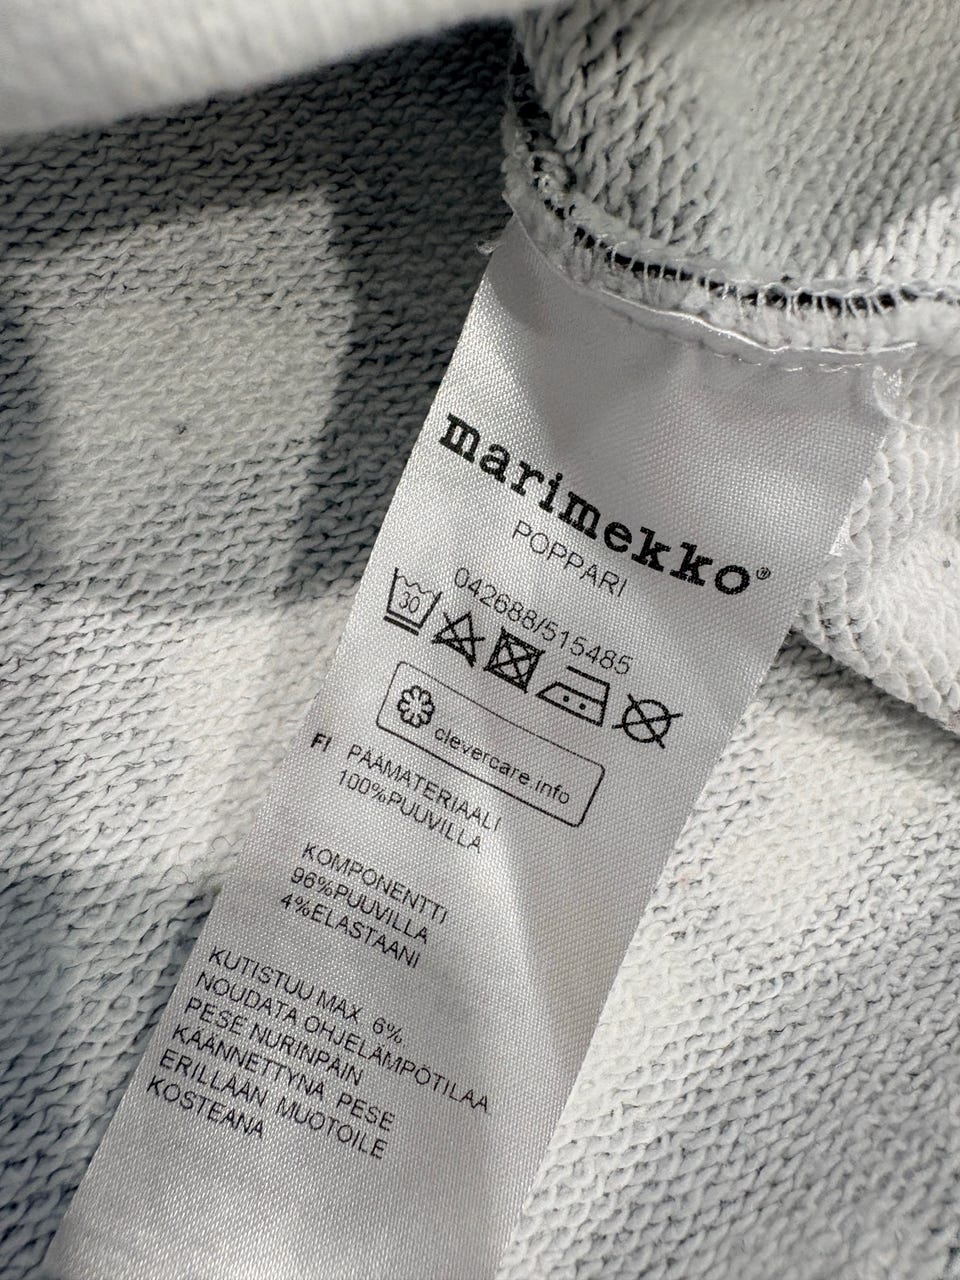 marimekko®
POPPARI
042688/515485
30
clevercare.info
FI PÄÄMATERIAALI
100%PUUVILLA
KOMPONENTTI
96%PUUVILLA
4%ELASTAANI
KUTISTUU MAX 6%
NOUDATA OHJELÄMPÖTILAA
PESE NURINPÄIN
KÄÄNNETTYNÄ PESE
ERILLÄÄN MUOTOILE
KOSTEANA